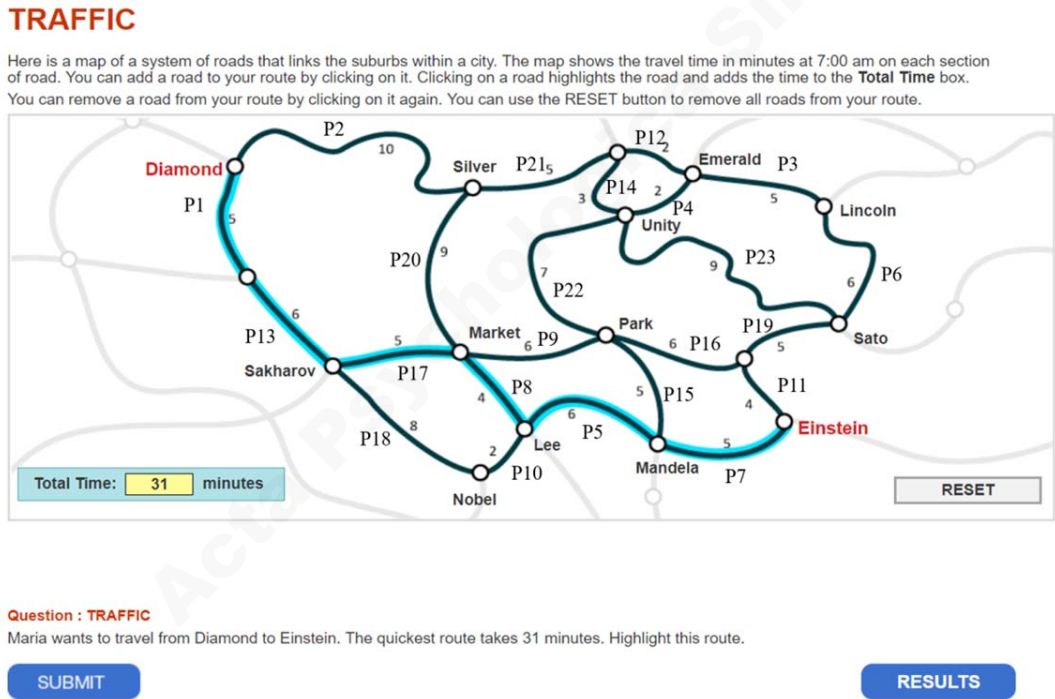 TRAFFIC
Here is a map of a system of roads that links the suburbs within a city. The map shows the travel time in minutes at 7:00 am on each section
of road. You can add a road to your route by clicking on it. Clicking on a road highlights the road and adds the time to the Total Time box.
You can remove a road from your route by clicking on it again. You can use the RESET button to remove all roads from your route.
P2
P12
2
10
Silver
P21
5
Emerald
P3
Diamond
P14
2
P1
3
P4
5
5
Unity
Lincoln
P20
9
P23
9
7
P22
6
P6
6
P13
Market
P9
6
Park
P19
5
6
P16
5
Sato
Sakharov
P17
P8
P11
4
5
P15
4
8
6
P18
P5
Einstein
2
Lee
5
P10
Mandela
P7
Total Time:
31
minutes
Nobel
RESET
Acta Psychologica
Question : TRAFFIC
Maria wants to travel from Diamond to Einstein. The quickest route takes 31 minutes. Highlight this route.
SUBMIT
RESULTS